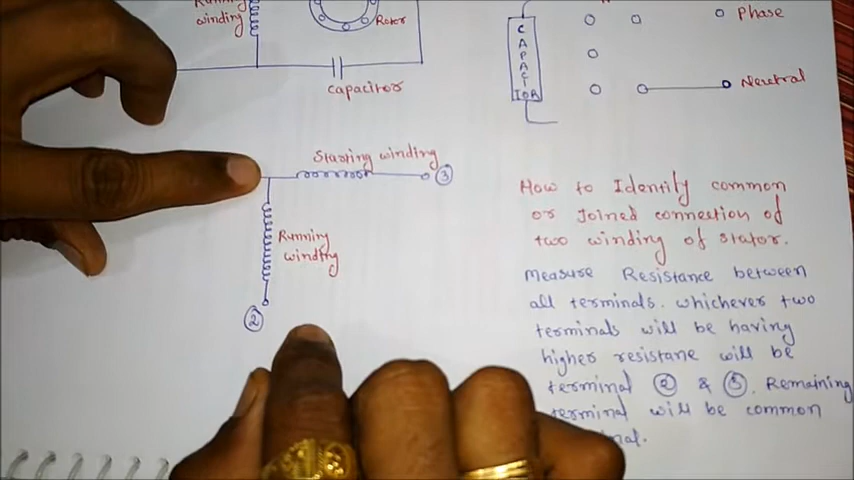 Running
winding
Rotor
capacitor
CAPACITOR
Phase
Neutral
Starting winding
3
Running
winding
2
How to Identify common
or Joined connection of
two winding of stator.
Measure Resistance between
all terminals. whichever two
terminals will be having
higher resistane will be
terminal 2 & 3. Remaining
terminal will be common